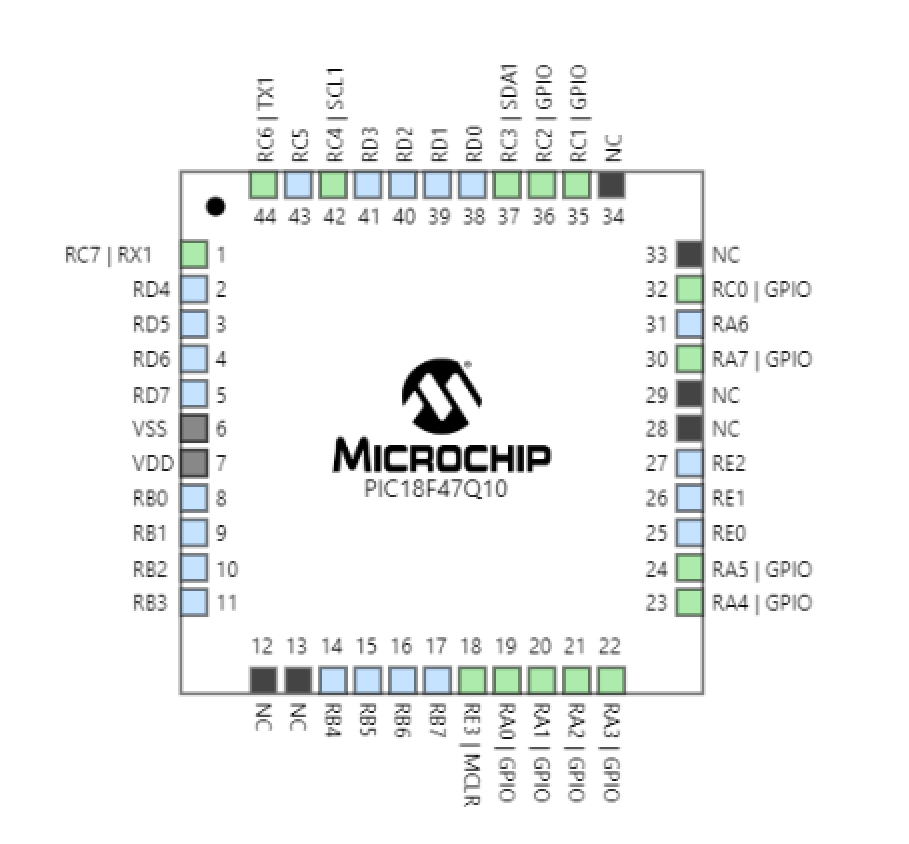 RC6 | TX1
RC5
RC4 | SCL1
RD3
RD2
RD1
RD0
RC3 | SDA1
RC2 | GPIO
RC1 | GPIO
NC
44 43 42 41 40 39 38 37 36 35 34
RC7 | RX1 1
RD4 2
RD5 3
RD6 4
RD7 5
VSS 6
VDD 7
RB0 8
RB1 9
RB2 10
RB3 11
MICROCHIP
PIC18F47Q10
33 NC
32 RC0 | GPIO
31 RA6
30 RA7 | GPIO
29 NC
28 NC
27 RE2
26 RE1
25 RE0
24 RA5 | GPIO
23 RA4 | GPIO
12 13 14 15 16 17 18 19 20 21 22
NC
NC
RB4
RB5
RB6
RB7
RE3 | MCLR
RA0 | GPIO
RA1 | GPIO
RA2 | GPIO
RA3 | GPIO